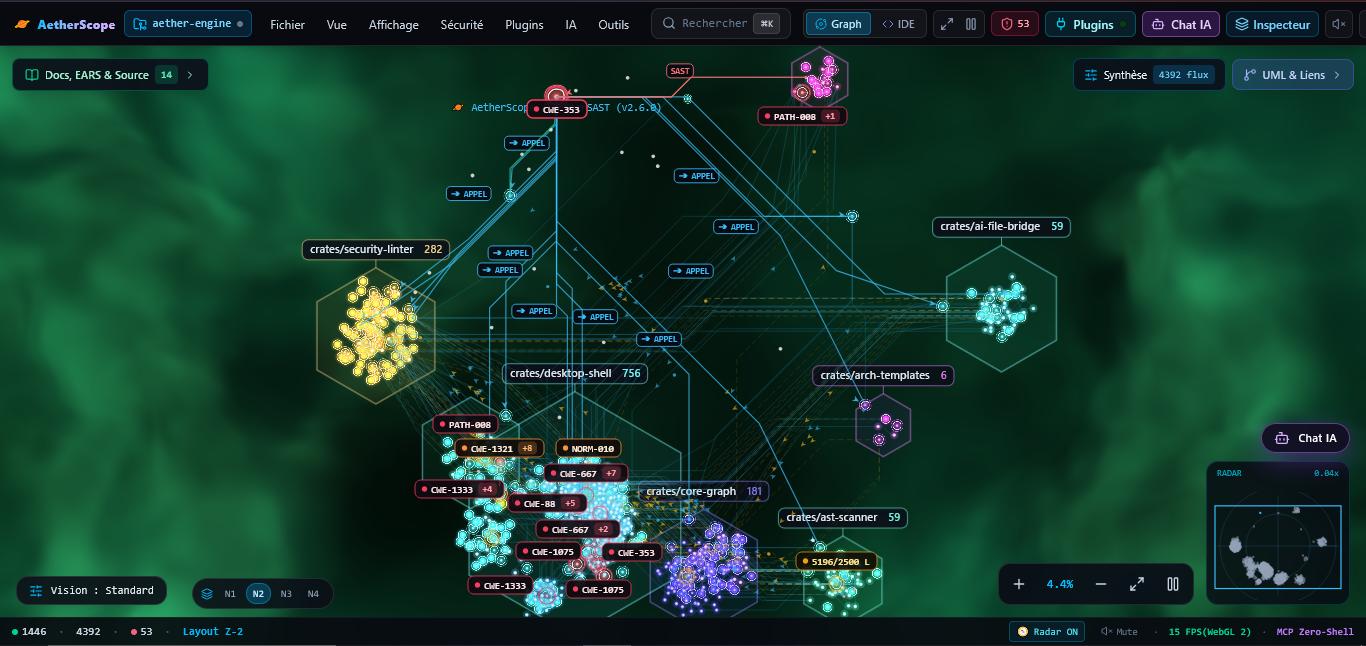 AetherScope
aether-engine
Fichier
Vue
Affichage
Sécurité
Plugins
IA
Outils
Rechercher
⌘K
Graph
<> IDE
53
Plugins
Chat IA
Inspecteur
Docs, EARS & Source 14
SAST
Synthèse 4392 flux
UML & Liens
CWE-353
SAST (v2.6.0)
PATH-008 +1
→ APPEL
→ APPEL
→ APPEL
→ APPEL
crates/ai-file-bridge 59
crates/security-linter 282
→ APPEL
→ APPEL
→ APPEL
→ APPEL
→ APPEL
→ APPEL
crates/desktop-shell 756
crates/arch-templates 6
PATH-008
CWE-1321 +8
NORM-010
Chat IA
CWE-667 +7
RADAR 0.04x
CWE-1333 +4
crates/core-graph 181
CWE-88 +5
crates/ast-scanner 59
CWE-667 +2
CWE-1075
CWE-353
5196/2500 L
CWE-1333
CWE-1075
Vision : Standard
N1 N2 N3 N4
+ 4.4% −
1446 · 4392 · 53 · Layout Z-2
Radar ON
Mute · 15 FPS(WebGL 2) · MCP Zero-Shell